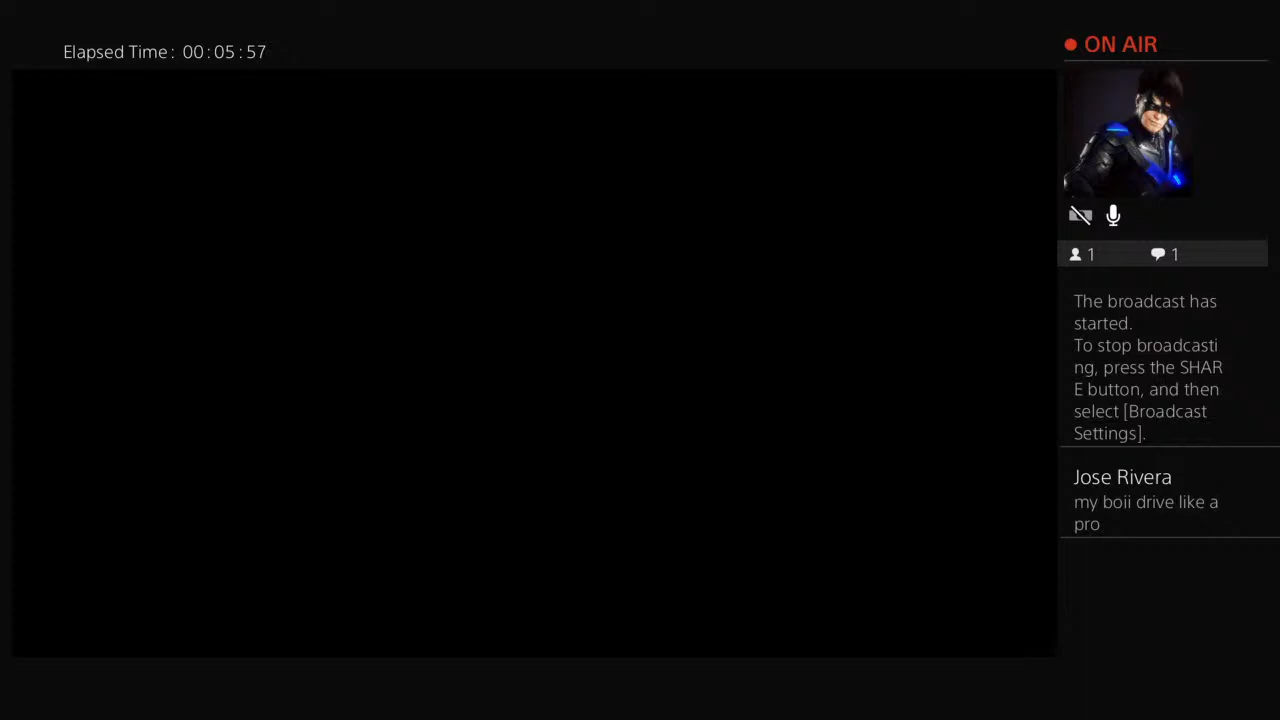 Elapsed Time: 00:05:57
ON AIR
1
1
The broadcast has
started.
To stop broadcasti
ng, press the SHAR
E button, and then
select [Broadcast
Settings].
Jose Rivera
my boii drive like a
pro